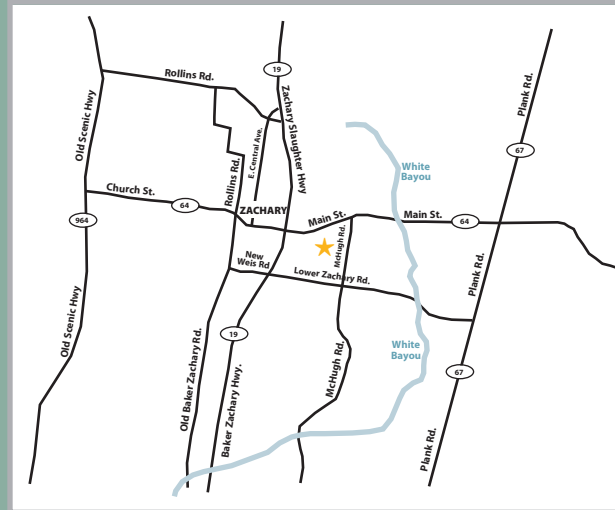 Rollins Rd.
19
Old Scenic Hwy
Zachary Slaughter Hwy
Plank Rd.
67
E. Central Ave.
White
Bayou
Rollins Rd.
Church St.
64
ZACHARY
Main St.
Main St.
64
964
McHugh Rd.
New
Weis Rd
Lower Zachary Rd.
Plank Rd.
Old Scenic Hwy
19
White
Bayou
Old Baker Zachary Rd.
McHugh Rd.
67
Baker Zachary Hwy.
Plank Rd.